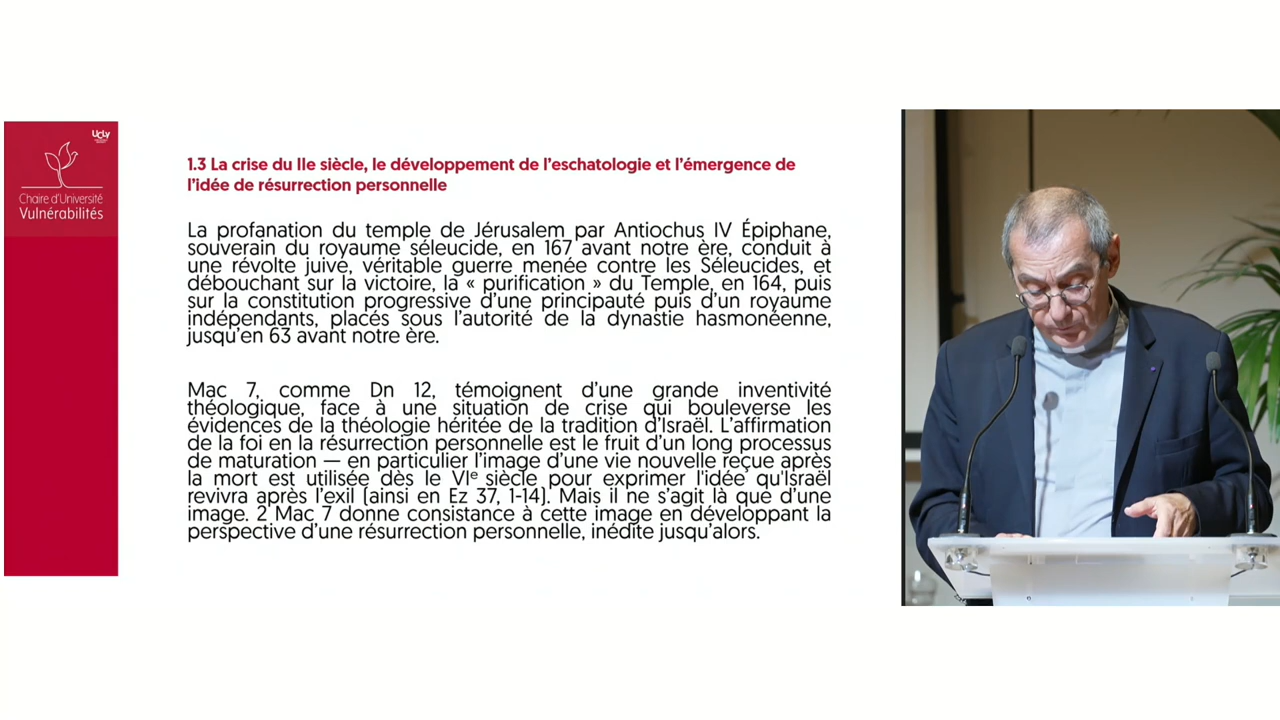 UCLy
Chaire d'Université
Vulnérabilités
1.3 La crise du IIe siècle, le développement de l'eschatologie et l'émergence de
l'idée de résurrection personnelle
La profanation du temple de Jérusalem par Antiochus IV Épiphane,
souverain du royaume séleucide, en 167 avant notre ère, conduit à
une révolte juive, véritable guerre menée contre les Séleucides, et
débouchant sur la victoire, la « purification » du Temple, en 164, puis
sur la constitution progressive d'une principauté puis d'un royaume
indépendants, placés sous l'autorité de la dynastie hasmonéenne,
jusqu'en 63 avant notre ère.
Mac 7, comme Dn 12, témoignent d'une grande inventivité
théologique, face à une situation de crise qui bouleverse les
évidences de la théologie héritée de la tradition d'Israël. L'affirmation
de la foi en la résurrection personnelle est le fruit d'un long processus
de maturation — en particulier l'image d'une vie nouvelle reçue après
la mort est utilisée dès le VIe siècle pour exprimer l'idée qu'Israël
revivra après l'exil (ainsi en Ez 37, 1-14). Mais il ne s'agit là que d'une
image. 2 Mac 7 donne consistance à cette image en développant la
perspective d'une résurrection personnelle, inédite jusqu'alors.